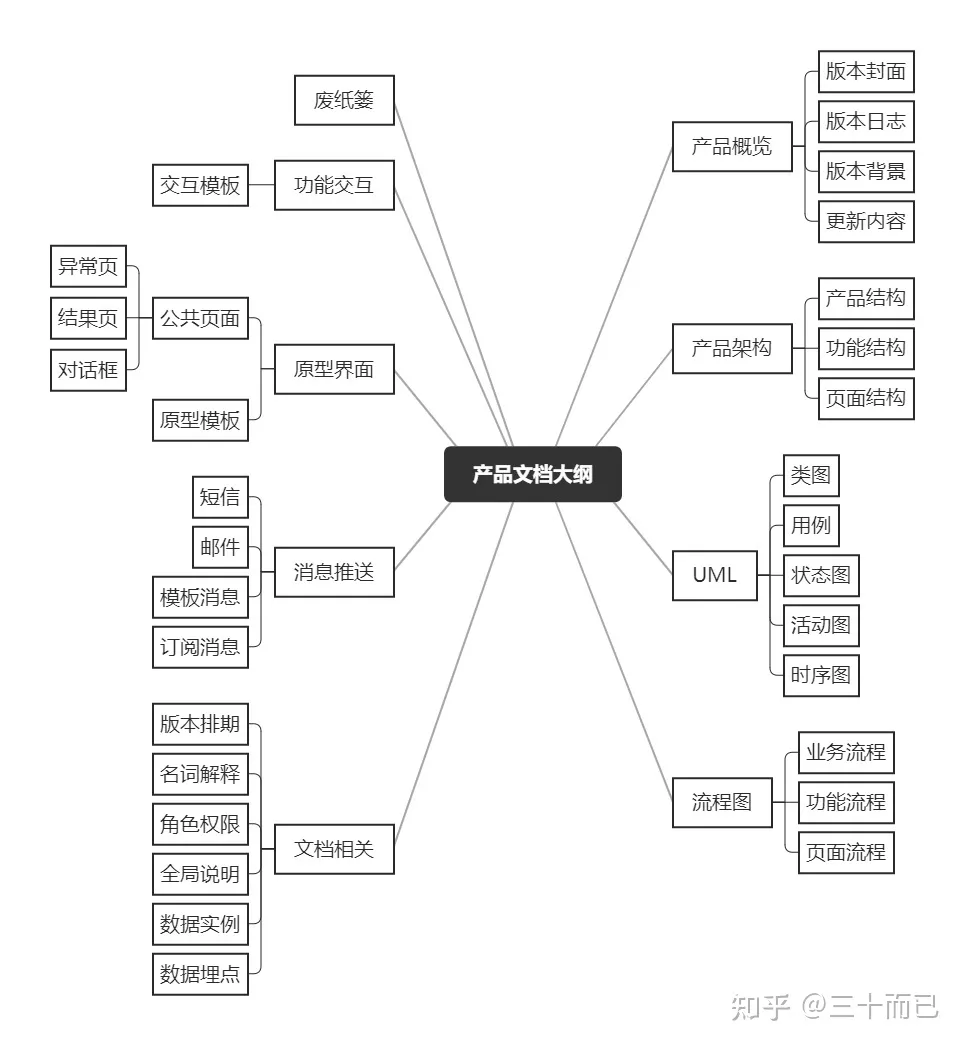 产品文档大纲
产品概览
版本封面
版本日志
版本背景
更新内容
产品架构
产品结构
功能结构
页面结构
UML
类图
用例
状态图
活动图
时序图
流程图
业务流程
功能流程
页面流程
废纸篓
功能交互
交互模板
原型界面
公共页面
异常页
结果页
对话框
原型模板
消息推送
短信
邮件
模板消息
订阅消息
文档相关
版本排期
名词解释
角色权限
全局说明
数据实例
数据埋点
知乎 @三十而已